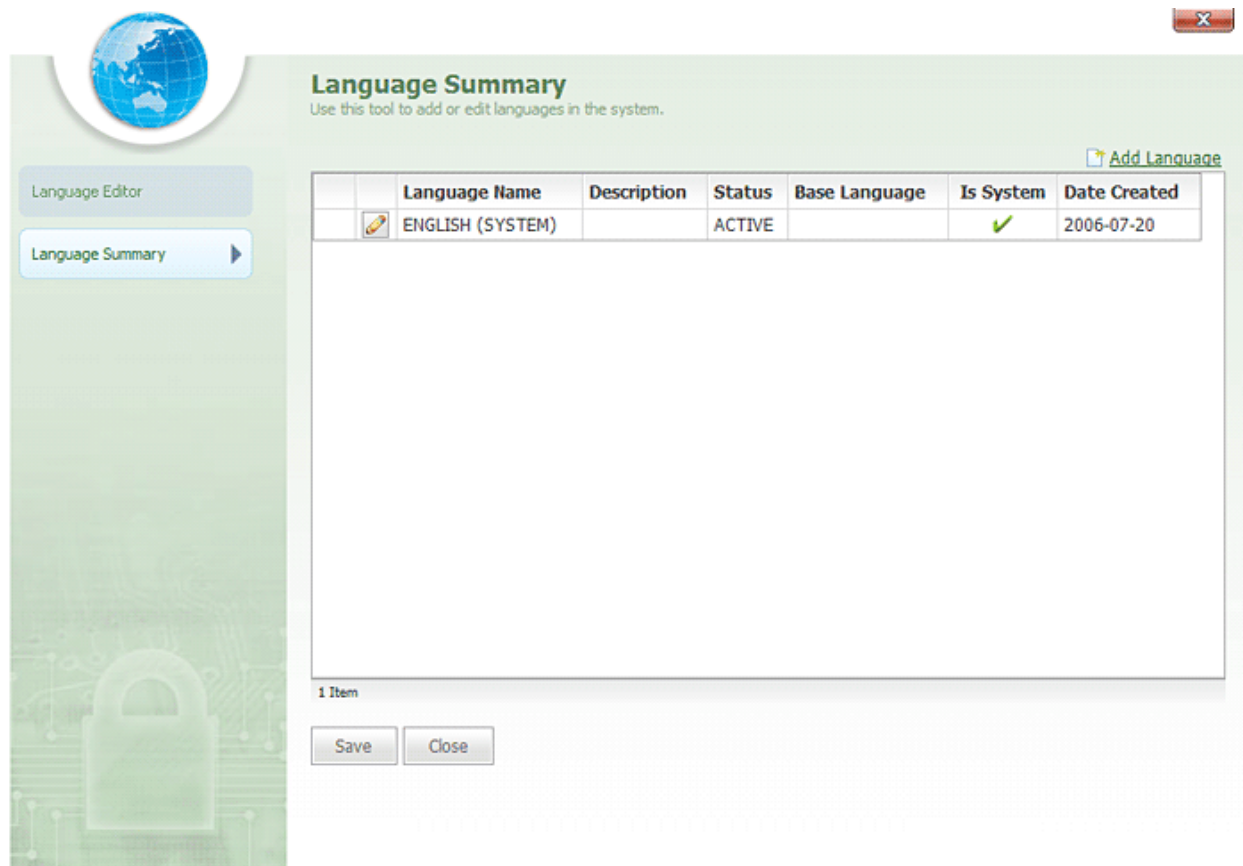 Language Summary
Use this tool to add or edit languages in the system.
Add Language
Language Editor
Language Summary
Language Name Description Status Base Language Is System Date Created
ENGLISH (SYSTEM) ACTIVE 2006-07-20
1 Item
Save Close